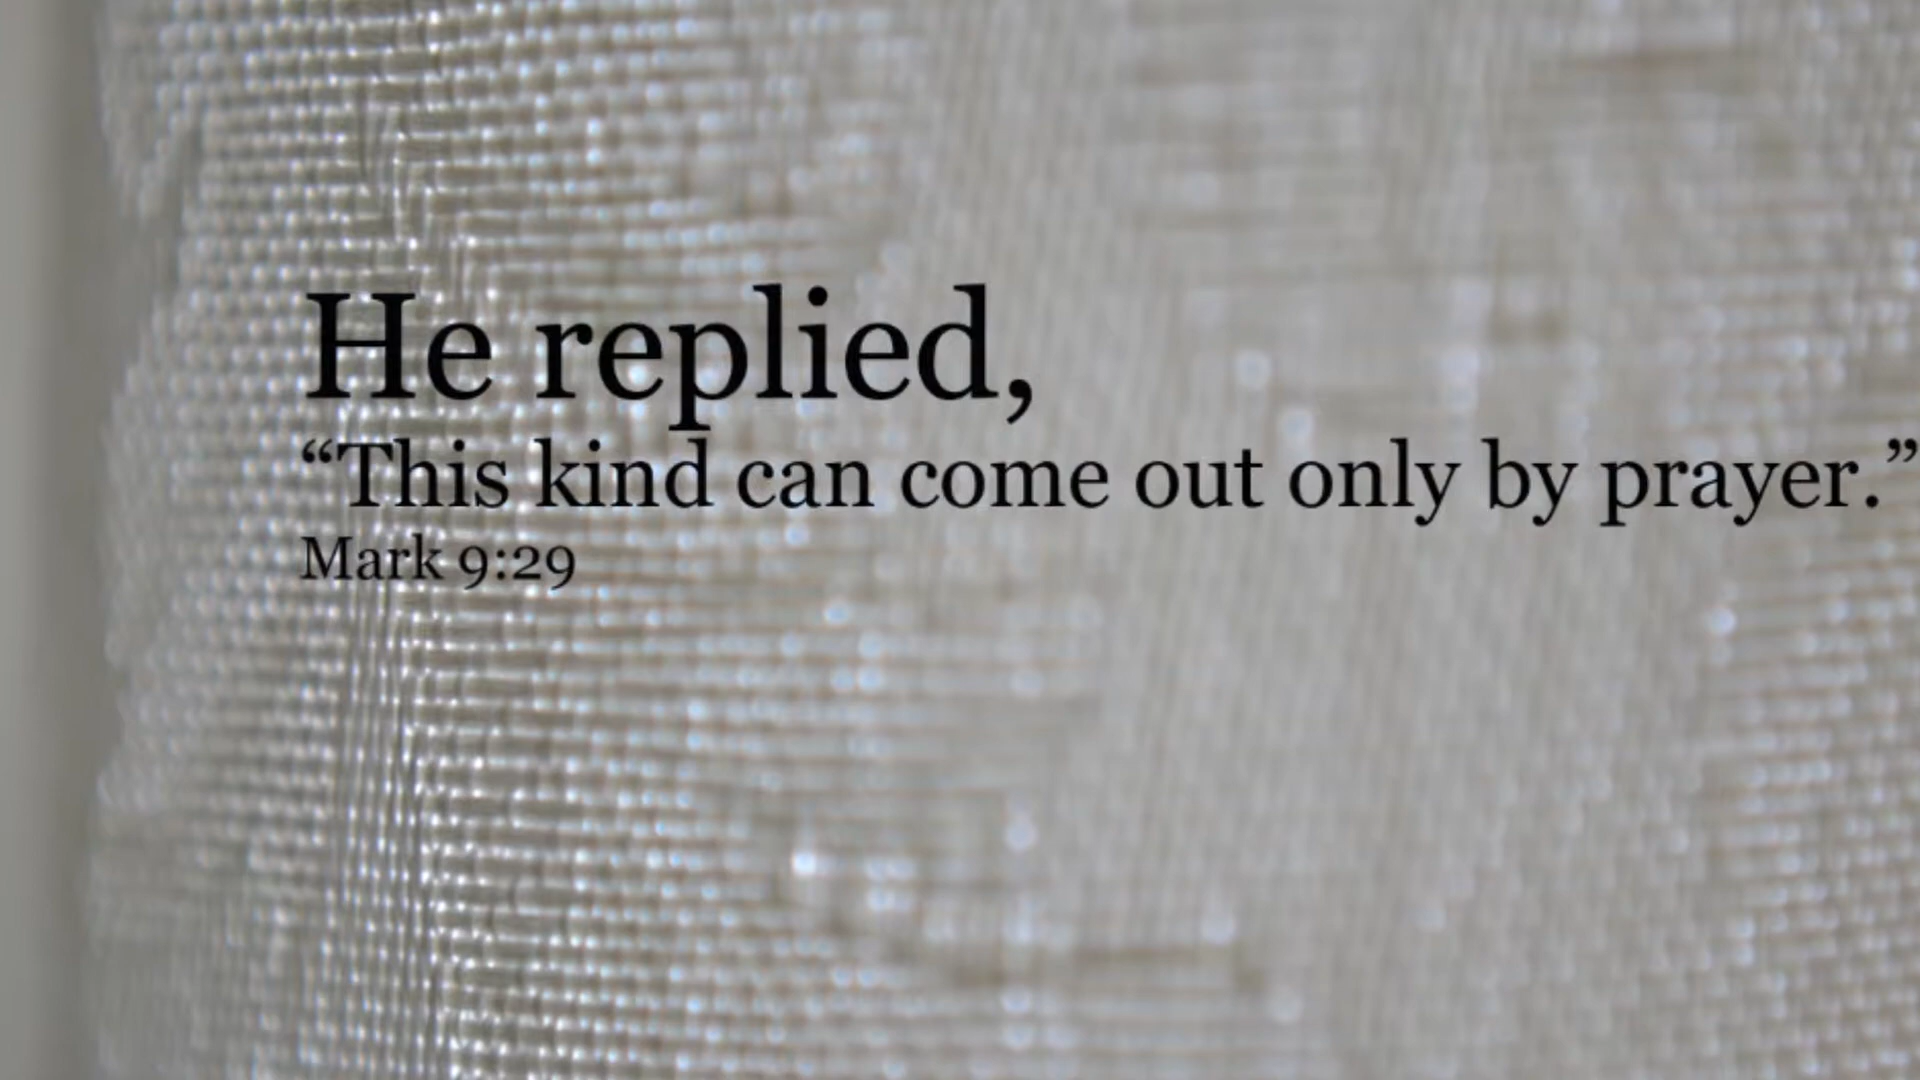 He replied,
“This kind can come out only by prayer.”
Mark 9:29